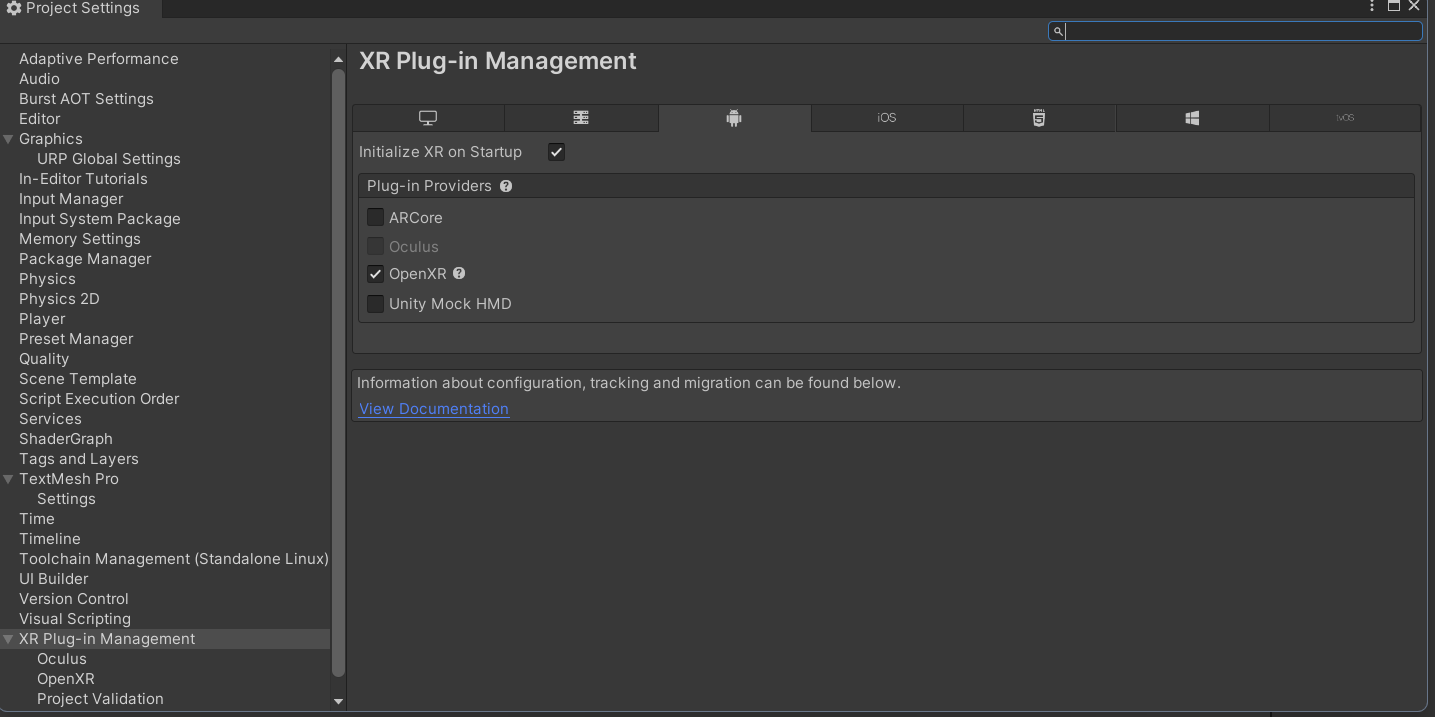 Project Settings
Adaptive Performance
Audio
Burst AOT Settings
Editor
Graphics
URP Global Settings
In-Editor Tutorials
Input Manager
Input System Package
Memory Settings
Package Manager
Physics
Physics 2D
Player
Preset Manager
Quality
Scene Template
Script Execution Order
Services
ShaderGraph
Tags and Layers
TextMesh Pro
Settings
Time
Timeline
Toolchain Management (Standalone Linux)
UI Builder
Version Control
Visual Scripting
XR Plug-in Management
Oculus
OpenXR
Project Validation
XR Plug-in Management
iOS
HTML 5
tvOS
Initialize XR on Startup
Plug-in Providers
ARCore
Oculus
OpenXR
Unity Mock HMD
Information about configuration, tracking and migration can be found below.
View Documentation